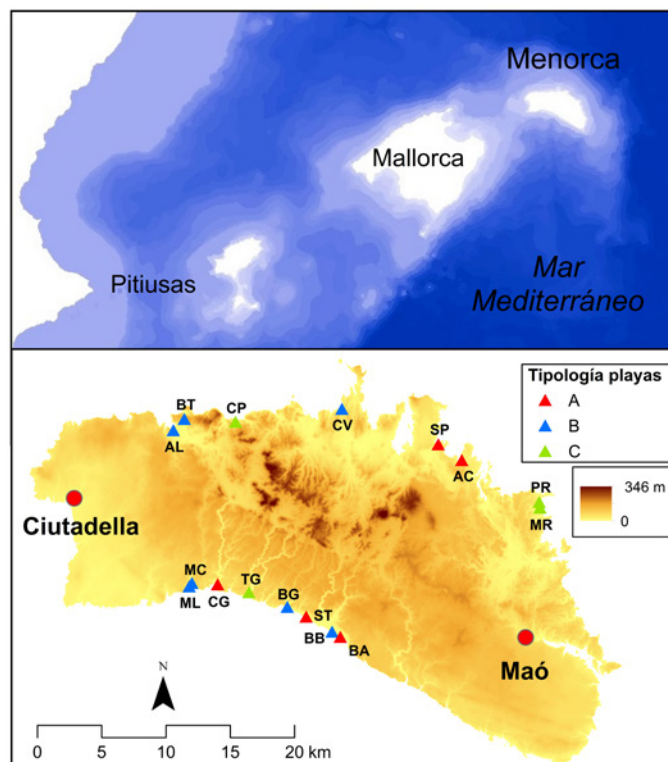 Menorca
Mallorca
Pitiusas
Mar
Mediterráneo
Tipología playas
A
B
C
346 m
0
BT
CP
CV
AL
SP
AC
PR
MR
Ciutadella
MC
ML
CG
TG
BG
ST
BB
BA
Maó
N
0 5 10 15 20 km